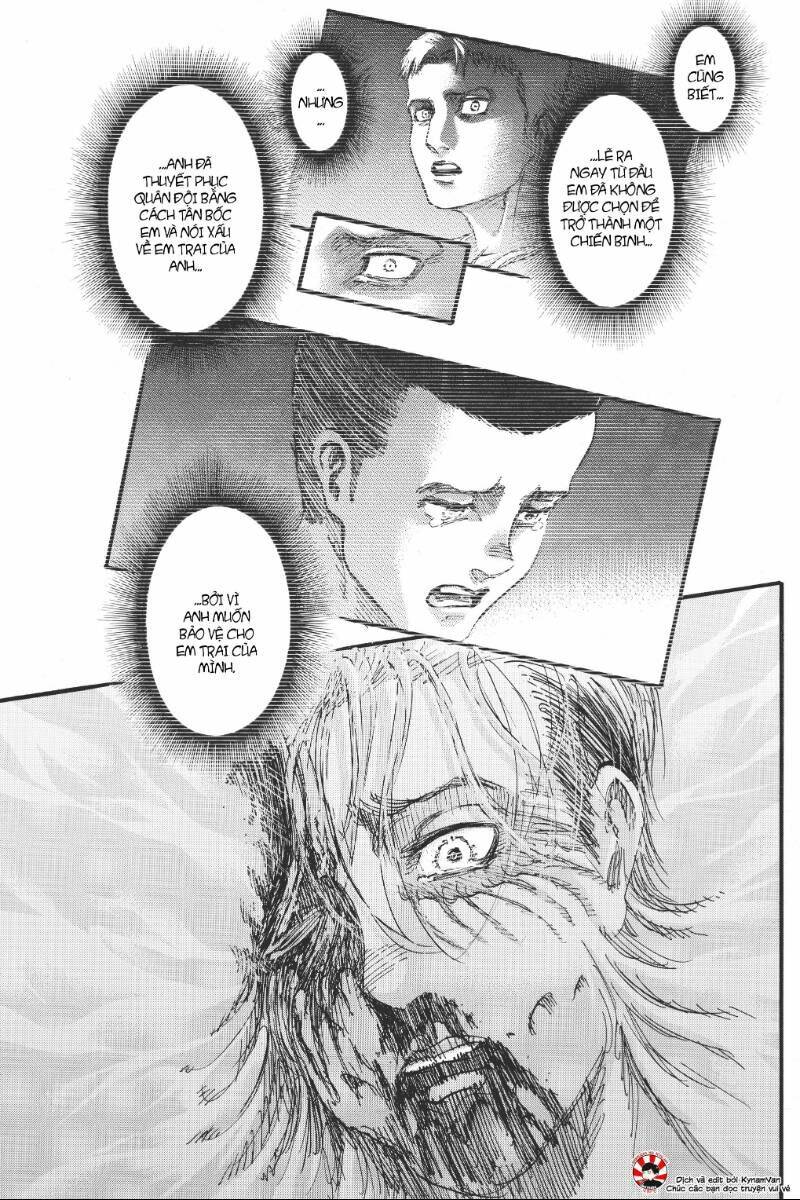 EM
CŨNG
BIẾT...
...LẼ RA
NGAY TỪ ĐẦU
EM ĐÃ KHÔNG
ĐƯỢC CHỌN ĐỂ
TRỞ THÀNH MỘT
CHIẾN BINH...
...
NHƯNG
...
...ANH ĐÃ
THUYẾT PHỤC
QUÂN ĐỘI BẰNG
CÁCH TÂN BỐC
EM VÀ NÓI XẤU
VỀ EM TRAI CỦA
ANH...
...BỞI VÌ
ANH MUỐN
BẢO VỆ CHO
EM TRAI CỦA
MÌNH.
Dịch và edit bởi KynamVan
Chúc các bạn đọc truyện vui vẻ